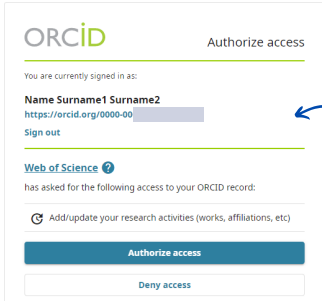 ORCiD
Authorize access
You are currently signed in as:
Name Surname1 Surname2
https://orcid.org/0000-00
Sign out
Web of Science ?
has asked for the following access to your ORCID record:
Add/update your research activities (works, affiliations, etc)
Authorize access
Deny access